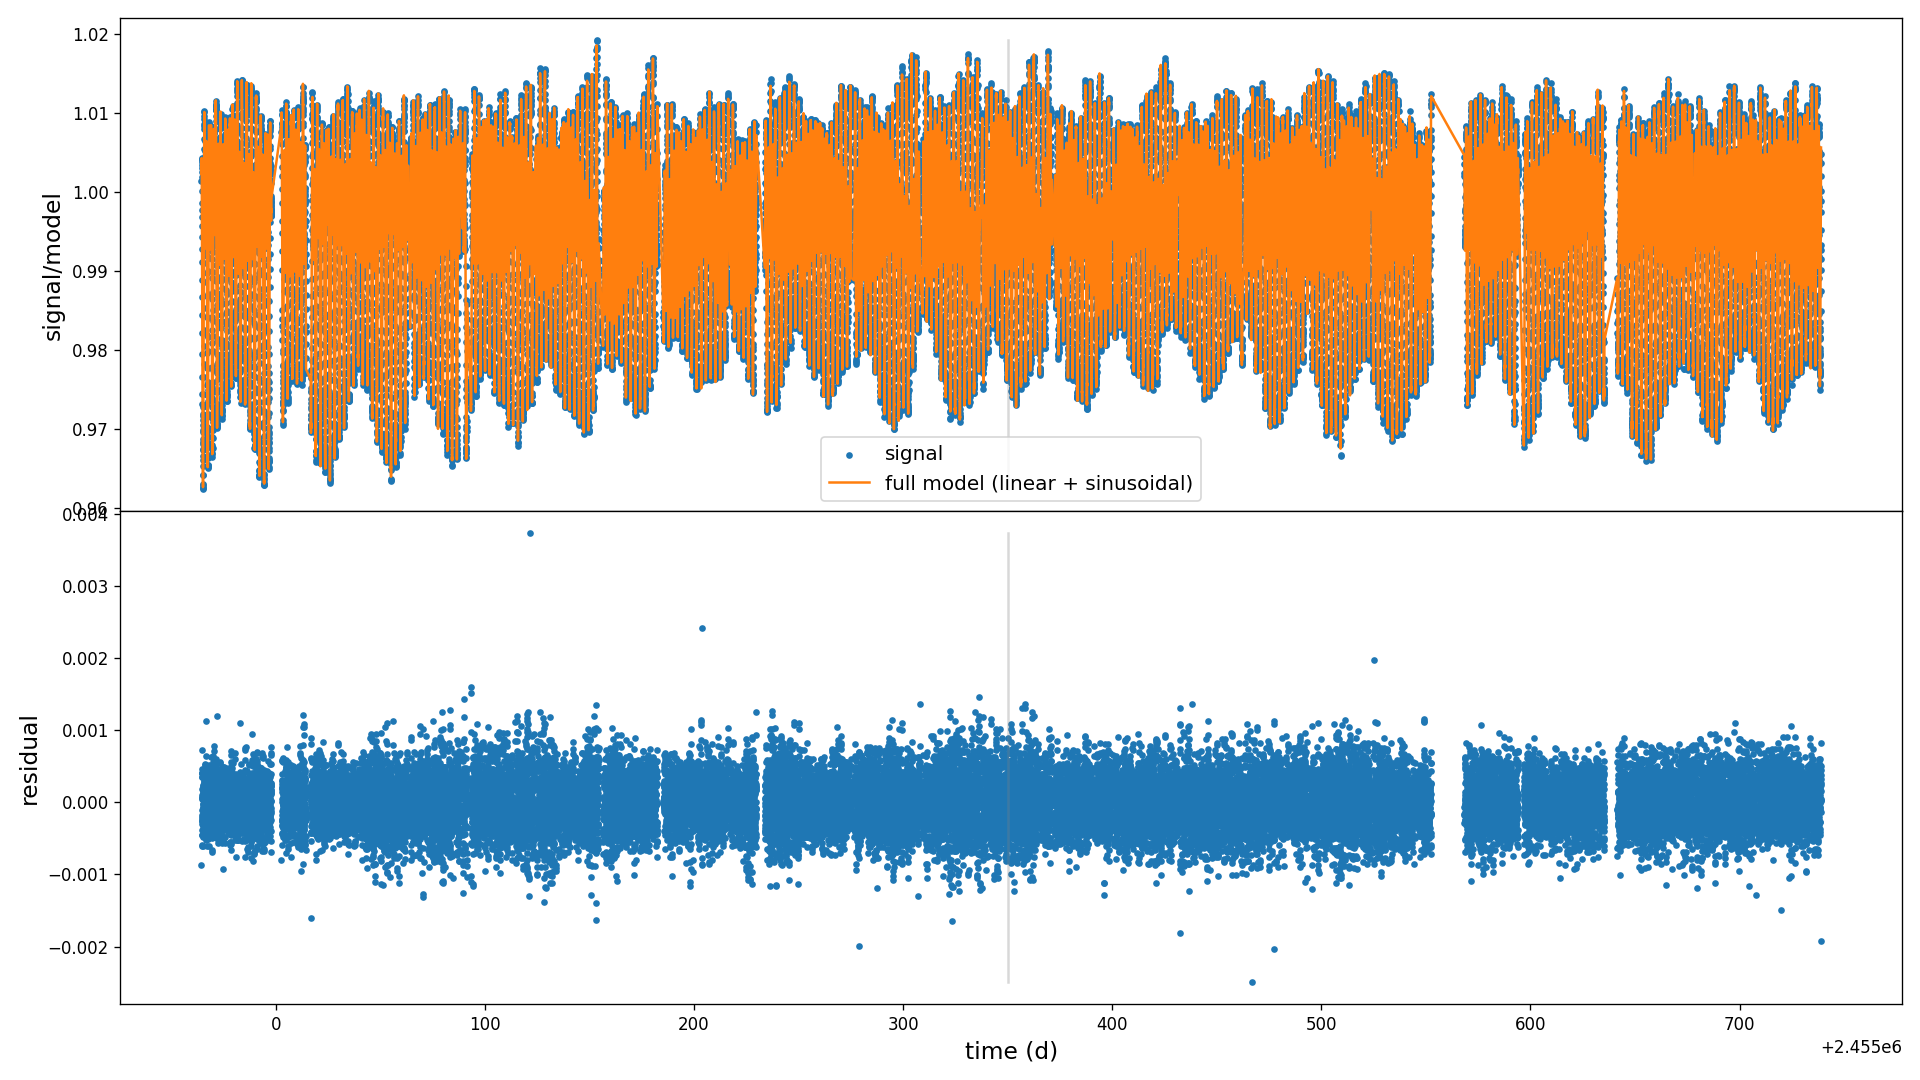 1.02
1.01
1.00
0.99
0.98
0.97
0.96
signal/model
signal
full model (linear + sinusoidal)
0.004
0.003
0.002
0.001
0.000
−0.001
−0.002
residual
0 100 200 300 400 500 600 700
time (d)
+2.455e6